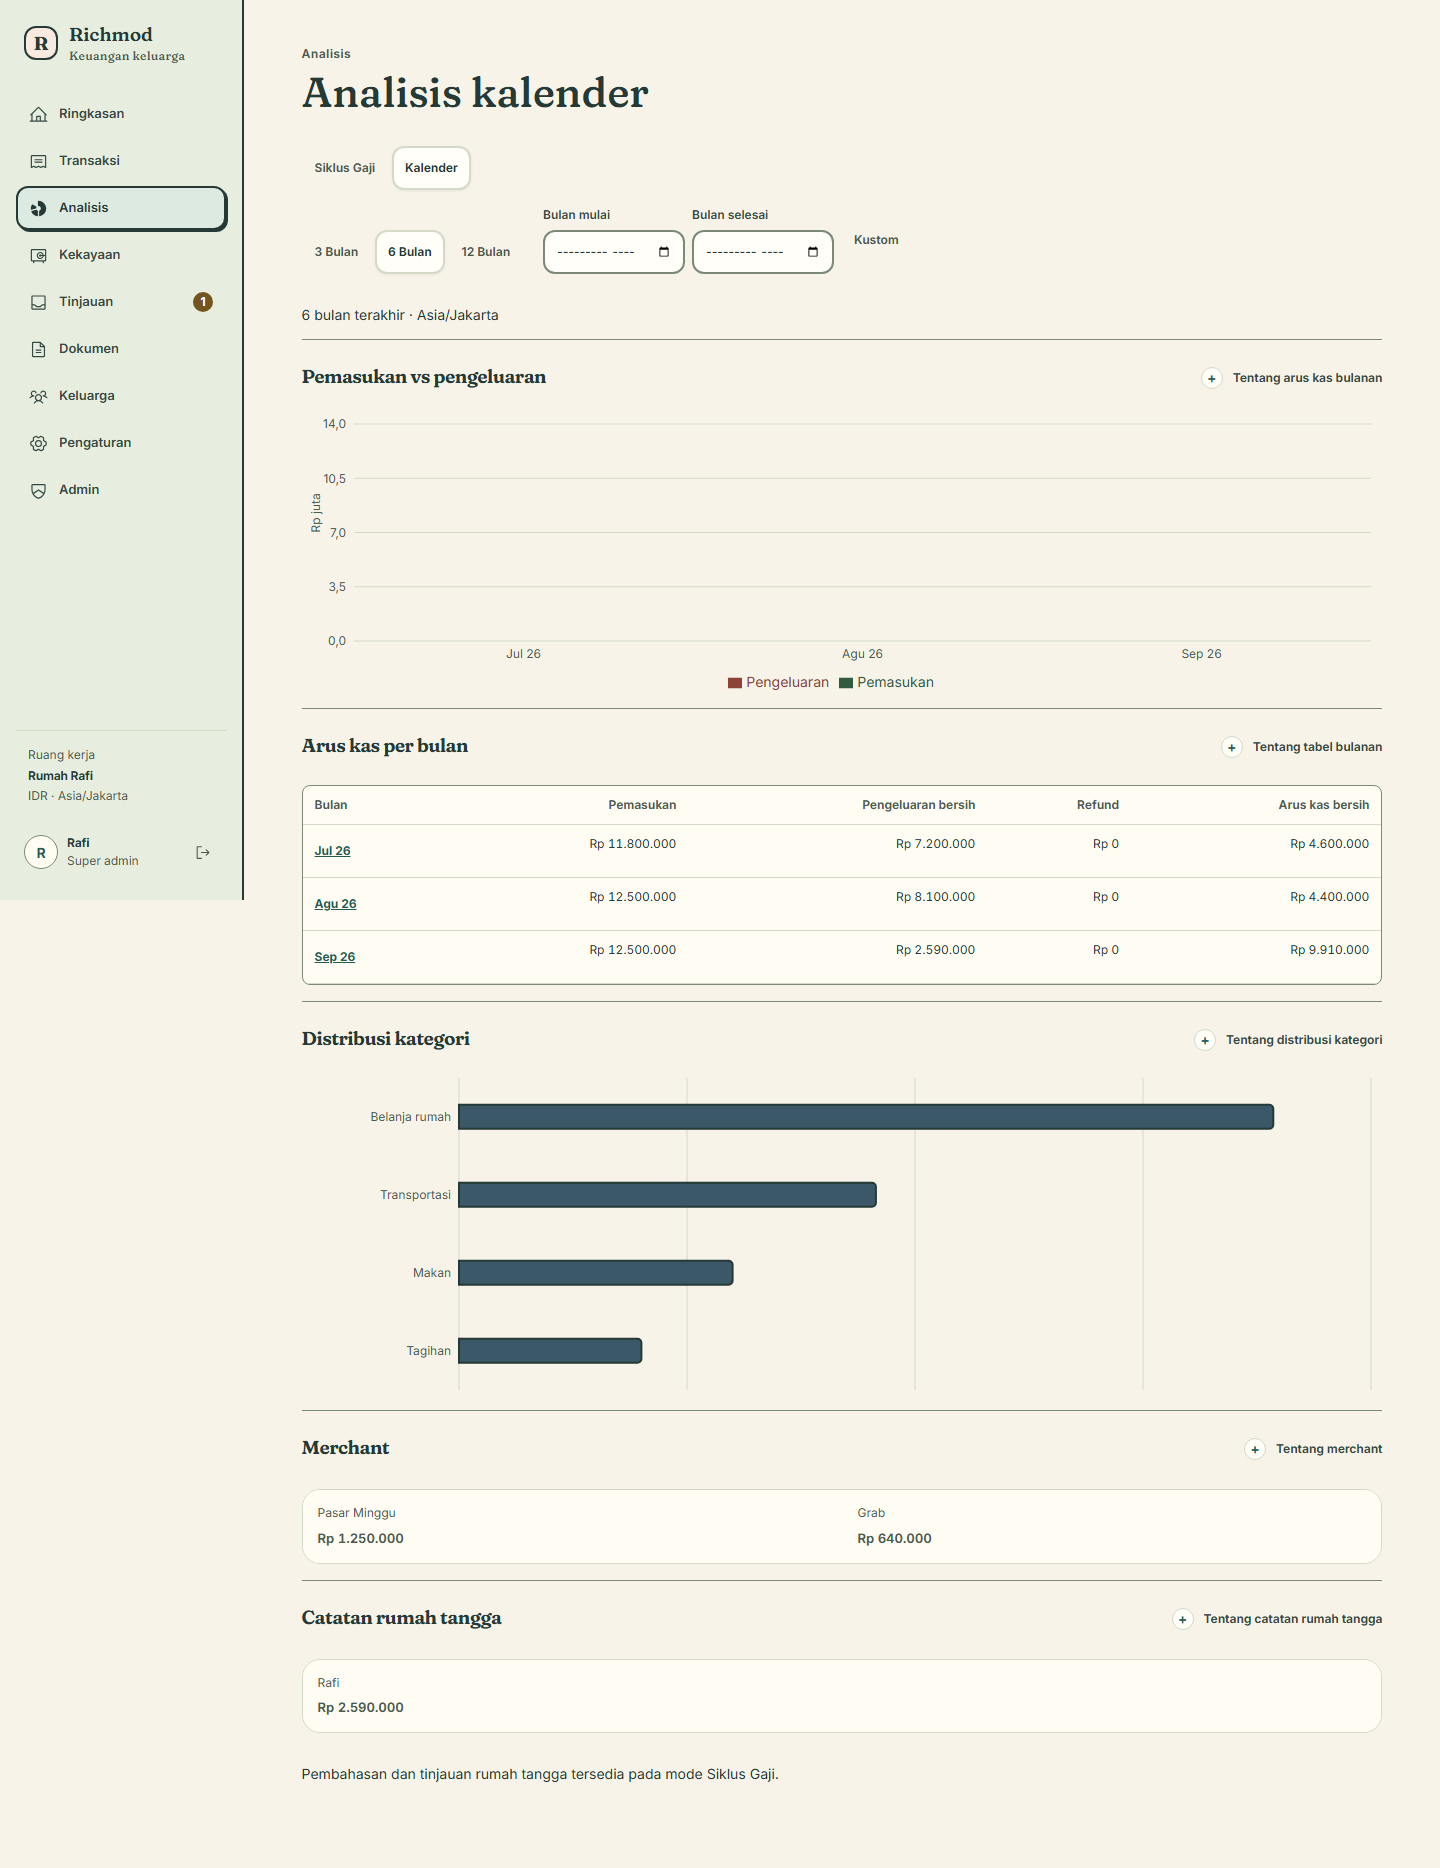 R
Richmod
Keuangan keluarga
Ringkasan
Transaksi
Analisis
Kekayaan
Tinjauan 1
Dokumen
Keluarga
Pengaturan
Admin
Ruang kerja
Rumah Rafi
IDR · Asia/Jakarta
R
Rafi
Super admin
Analisis
Analisis kalender
Siklus Gaji Kalender
Bulan mulai Bulan selesai
3 Bulan 6 Bulan 12 Bulan --------- ---- --------- ---- Kustom
6 bulan terakhir · Asia/Jakarta
Pemasukan vs pengeluaran + Tentang arus kas bulanan
14,0
10,5
7,0
3,5
0,0
Rp juta
Jul 26 Agu 26 Sep 26
Pengeluaran Pemasukan
Arus kas per bulan + Tentang tabel bulanan
Bulan Pemasukan Pengeluaran bersih Refund Arus kas bersih
Jul 26 Rp 11.800.000 Rp 7.200.000 Rp 0 Rp 4.600.000
Agu 26 Rp 12.500.000 Rp 8.100.000 Rp 0 Rp 4.400.000
Sep 26 Rp 12.500.000 Rp 2.590.000 Rp 0 Rp 9.910.000
Distribusi kategori + Tentang distribusi kategori
Belanja rumah
Transportasi
Makan
Tagihan
Merchant + Tentang merchant
Pasar Minggu Grab
Rp 1.250.000 Rp 640.000
Catatan rumah tangga + Tentang catatan rumah tangga
Rafi
Rp 2.590.000
Pembahasan dan tinjauan rumah tangga tersedia pada mode Siklus Gaji.